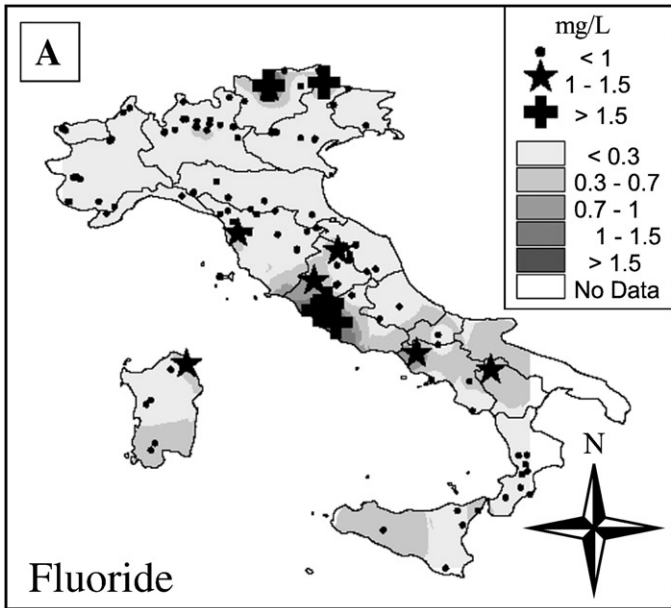 A
mg/L
< 1
1 - 1.5
> 1.5
< 0.3
0.3 - 0.7
0.7 - 1
1 - 1.5
> 1.5
No Data
N
Fluoride